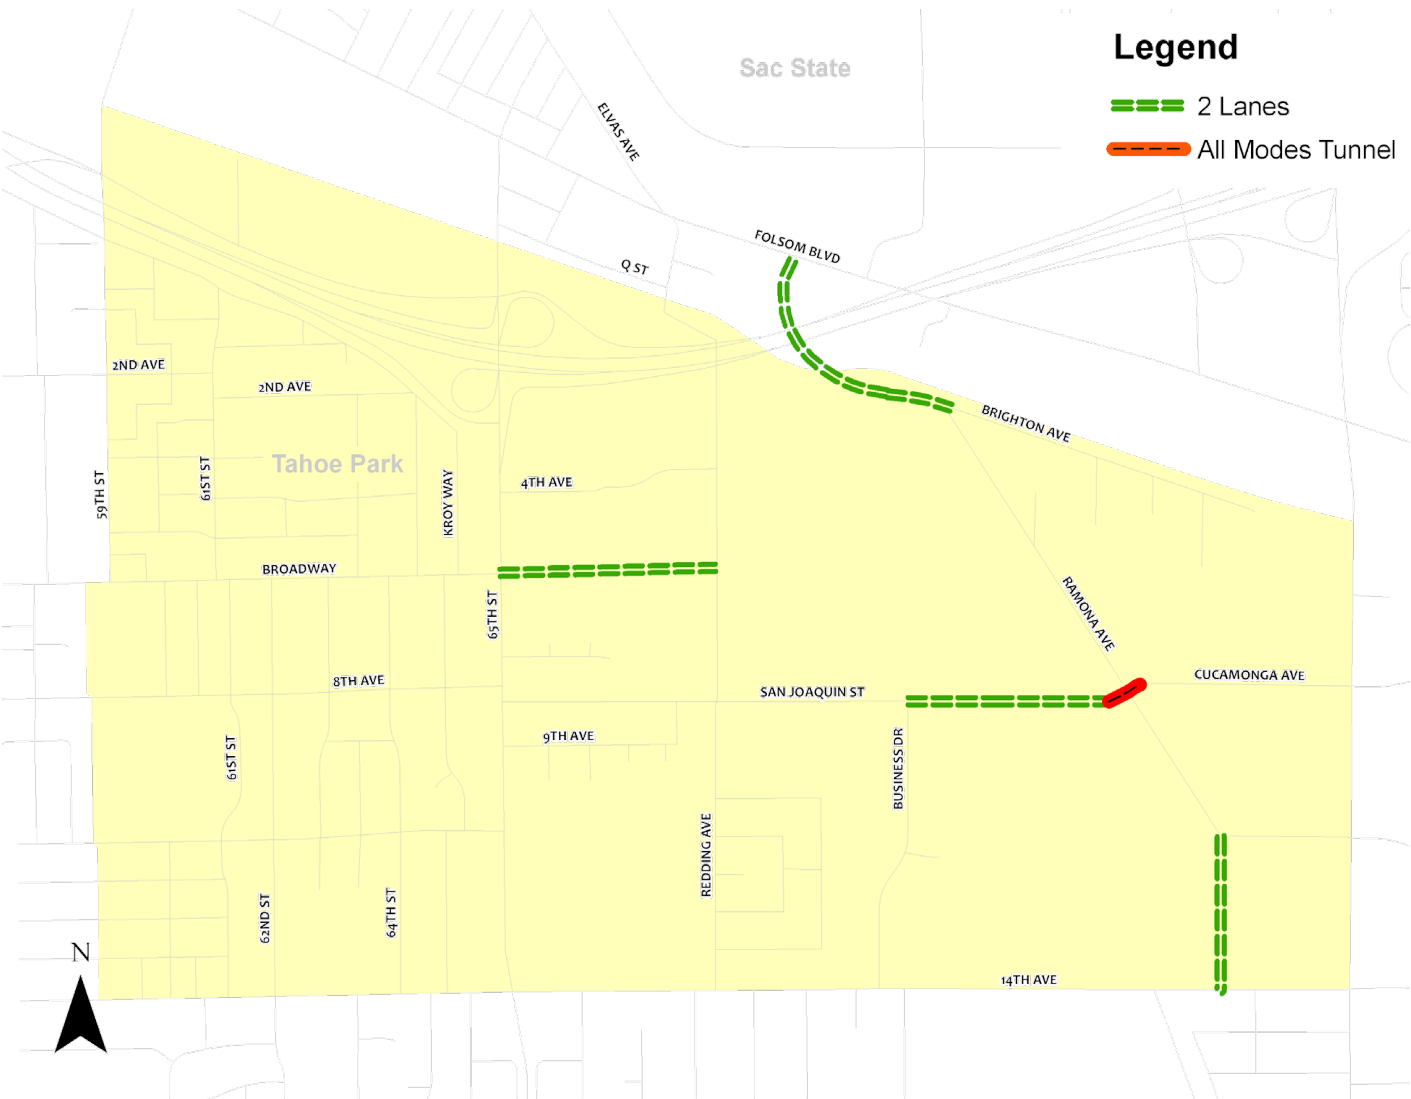 Legend
Sac State
2 Lanes
ELVAS AVE
All Modes Tunnel
FOLSOM BLVD
Q ST
2ND AVE
2ND AVE
BRIGHTON AVE
Tahoe Park
59TH ST
61ST ST
KROY WAY
4TH AVE
BROADWAY
65TH ST
RAMONA AVE
8TH AVE
SAN JOAQUIN ST
CUCAMONGA AVE
9TH AVE
61ST ST
BUSINESS DR
REDDING AVE
62ND ST
64TH ST
N
14TH AVE